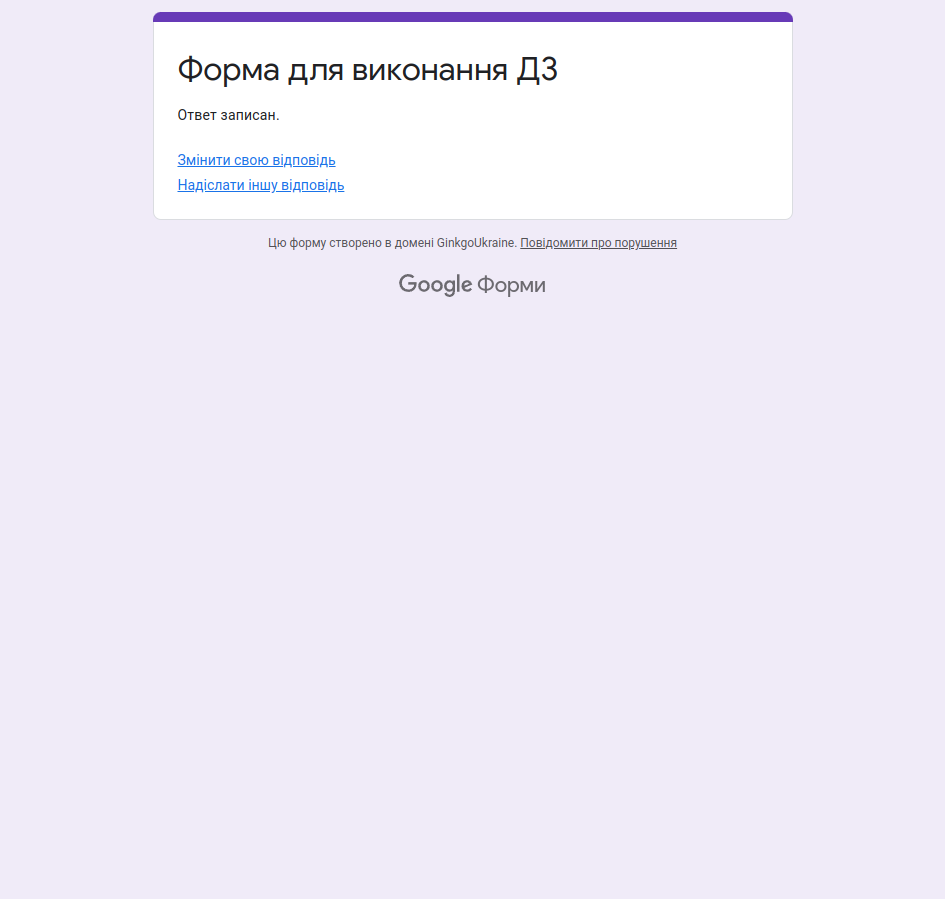 Форма для виконання ДЗ
Ответ записан.
Змінити свою відповідь
Надіслати іншу відповідь
Цю форму створено в домені GinkgoUkraine. Повідомити про порушення
Google Форми